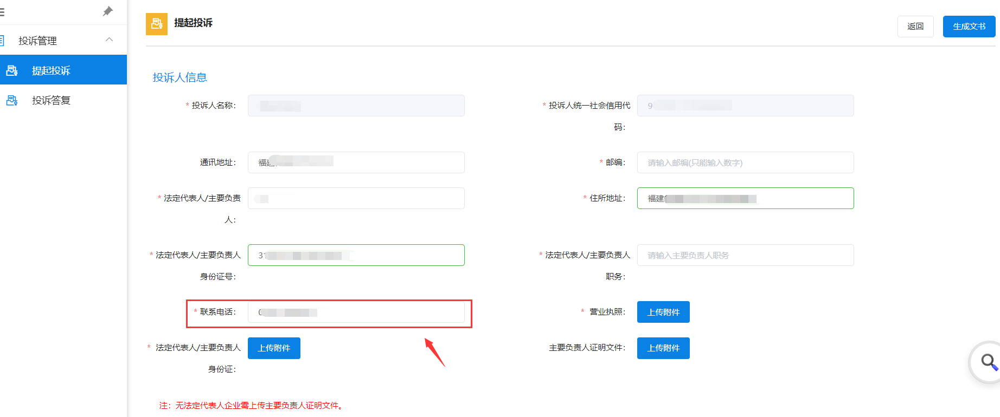 提起投诉
返回
生成文书
投诉管理
提起投诉
投诉答复
投诉人信息
* 投诉人名称：
* 投诉人统一社会信用代
码：
9
通讯地址：
福建
* 邮编：
请输入邮编(只能输入数字)
* 法定代表人/主要负责
人：
* 住所地址：
福建
* 法定代表人/主要负责人
身份证号：
3
* 法定代表人/主要负责人
职务：
请输入主要负责人职务
* 联系电话：
0
* 营业执照：
上传附件
* 法定代表人/主要负责人
身份证：
上传附件
主要负责人证明文件：
上传附件
注：无法定代表人企业需上传主要负责人证明文件。